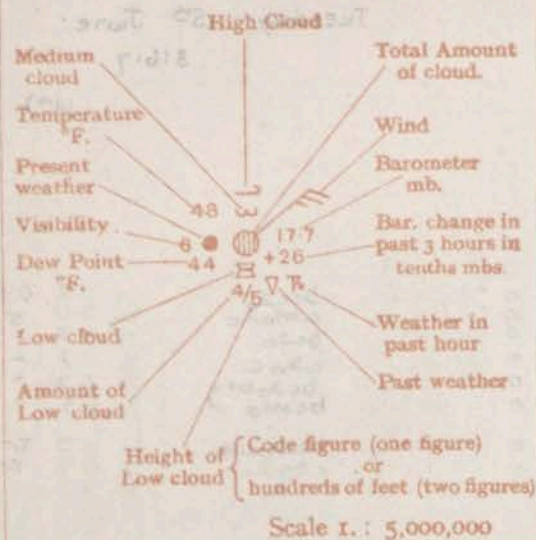 High Cloud
Medium
cloud
Total Amount
of cloud.
Temperature
°F.
Wind
Present
weather
Barometer
mb.
48
Visibility
6
17.7
Bar. change in
past 3 hours in
tenths mbs.
+26
Dew Point
°F.
44
4/5
Low cloud
Weather in
past hour
Amount of
Low cloud
Past weather
Height of
Low cloud
Code figure (one figure)
or
hundreds of feet (two figures)
Scale 1.: 5,000,000